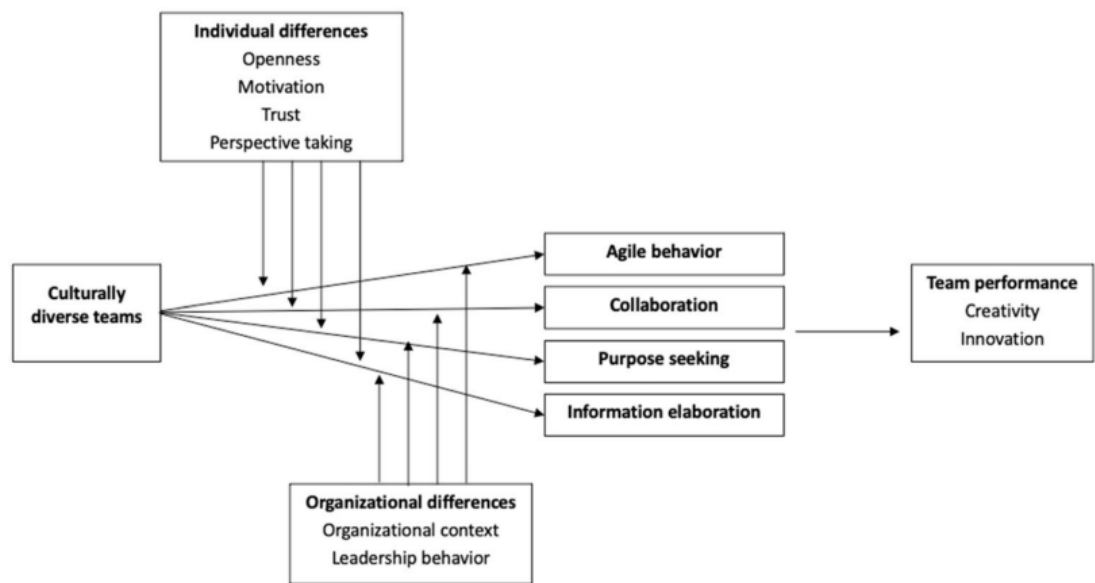 Individual differences
Openness
Motivation
Trust
Perspective taking
Culturally
diverse teams
Agile behavior
Collaboration
Purpose seeking
Information elaboration
Team performance
Creativity
Innovation
Organizational differences
Organizational context
Leadership behavior